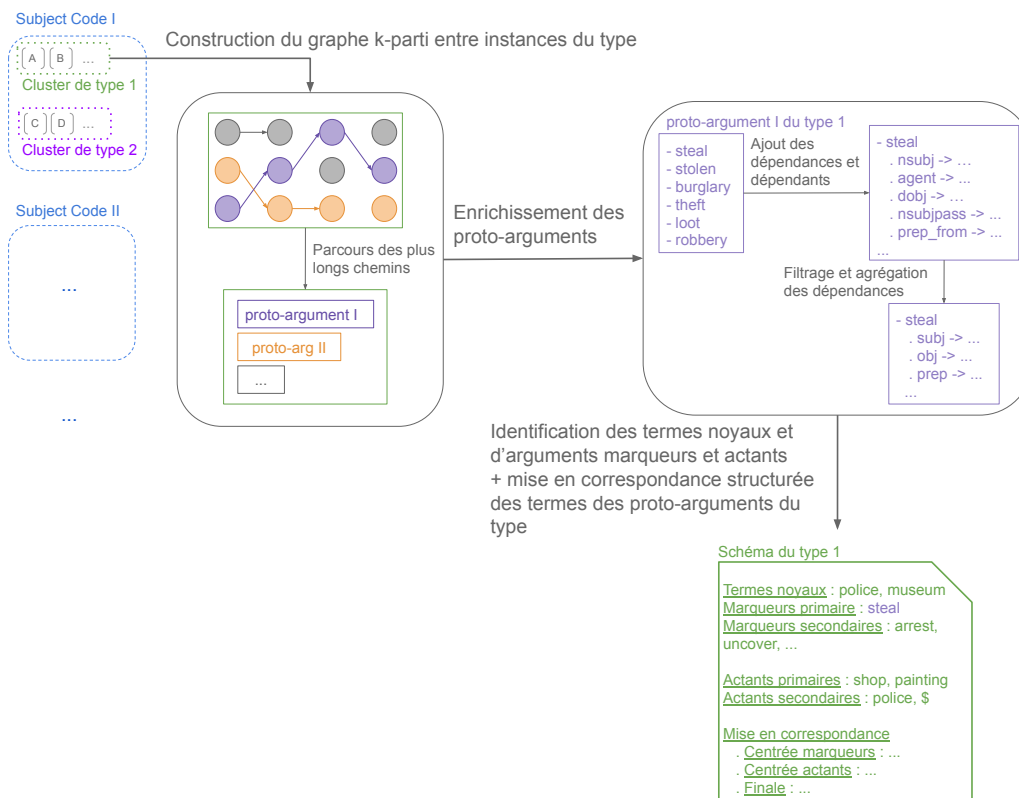 Subject Code I
A B ...
Cluster de type 1
C D ...
Cluster de type 2
Subject Code II
...
...
Construction du graphe k-parti entre instances du type
Parcours des plus
longs chemins
proto-argument I
proto-arg II
...
Enrichissement des
proto-arguments
proto-argument I du type 1
- steal
- stolen
- burglary
- theft
- loot
- robbery
Ajout des
dépendances et
dépendants
- steal
. nsubj -> ...
. agent -> ...
. dobj -> ...
. nsubjpass -> ...
. prep_from -> ...
...
Filtrage et agrégation
des dépendances
- steal
. subj -> ...
. obj -> ...
. prep -> ...
...
Identification des termes noyaux et
d'arguments marqueurs et actants
+ mise en correspondance structurée
des termes des proto-arguments du
type
Schéma du type 1
Termes noyaux : police, museum
Marqueurs primaire : steal
Marqueurs secondaires : arrest,
uncover, ...
Actants primaires : shop, painting
Actants secondaires : police, $
Mise en correspondance
. Centrée marqueurs : ...
. Centrée actants : ...
. Finale : ...